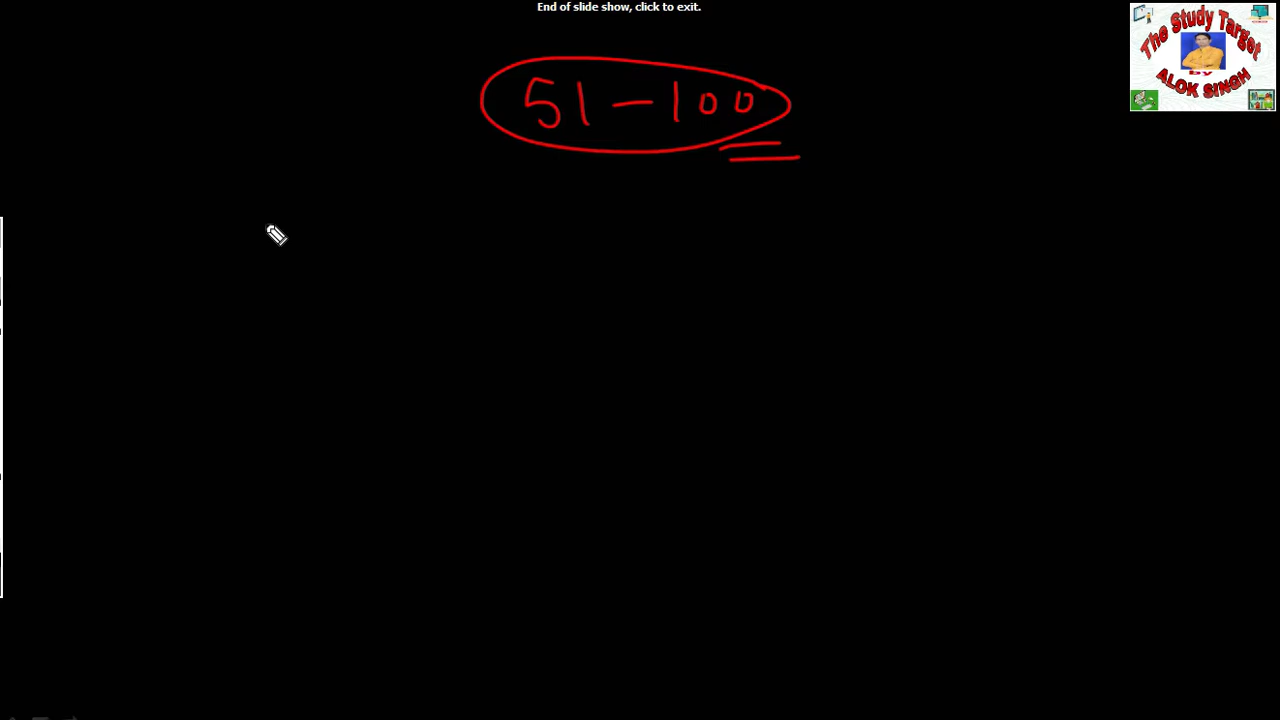 End of slide show, click to exit.
51 - 100
The Study Target
by
ALOK SINGH